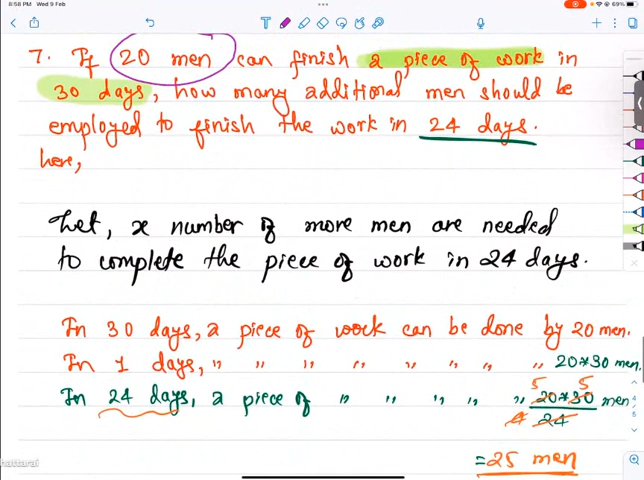 8:58 PM Wed 9 Feb
7. If 20 men can finish a piece of work in
30 days, how many additional men should be
employed to finish the work in 24 days.
here,
Let, x number of more men are needed
to complete the piece of work in 24 days.
In 30 days, a piece of work can be done by 20 men.
In 1 days, " " " " " " " " 20*30 men.
5 5
In 24 days, a piece of " " " " " 20*30 men
4 24
=25 men
hattarai